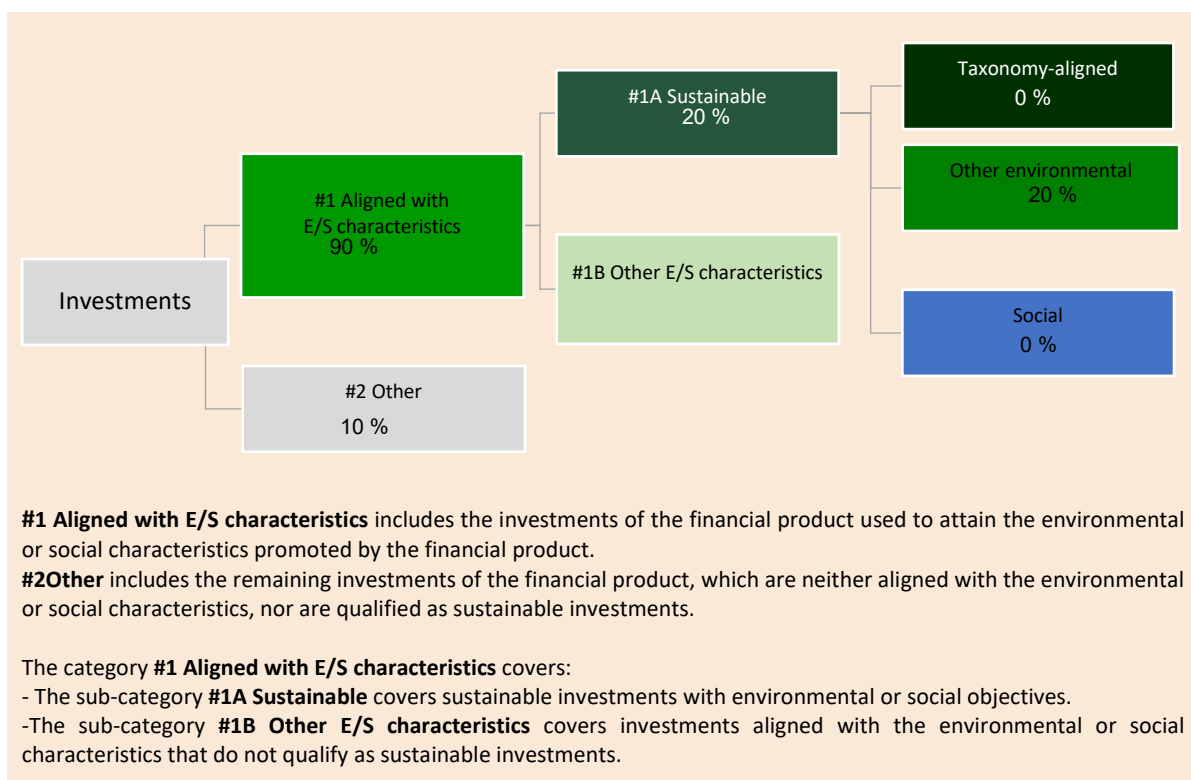 Investments
#1 Aligned with
E/S characteristics
90 %
#2 Other
10 %
#1A Sustainable
20 %
#1B Other E/S characteristics
Taxonomy-aligned
0 %
Other environmental
20 %
Social
0 %
#1 Aligned with E/S characteristics includes the investments of the financial product used to attain the environmental
or social characteristics promoted by the financial product.
#2Other includes the remaining investments of the financial product, which are neither aligned with the environmental
or social characteristics, nor are qualified as sustainable investments.
The category #1 Aligned with E/S characteristics covers:
- The sub-category #1A Sustainable covers sustainable investments with environmental or social objectives.
-The sub-category #1B Other E/S characteristics covers investments aligned with the environmental or social
characteristics that do not qualify as sustainable investments.